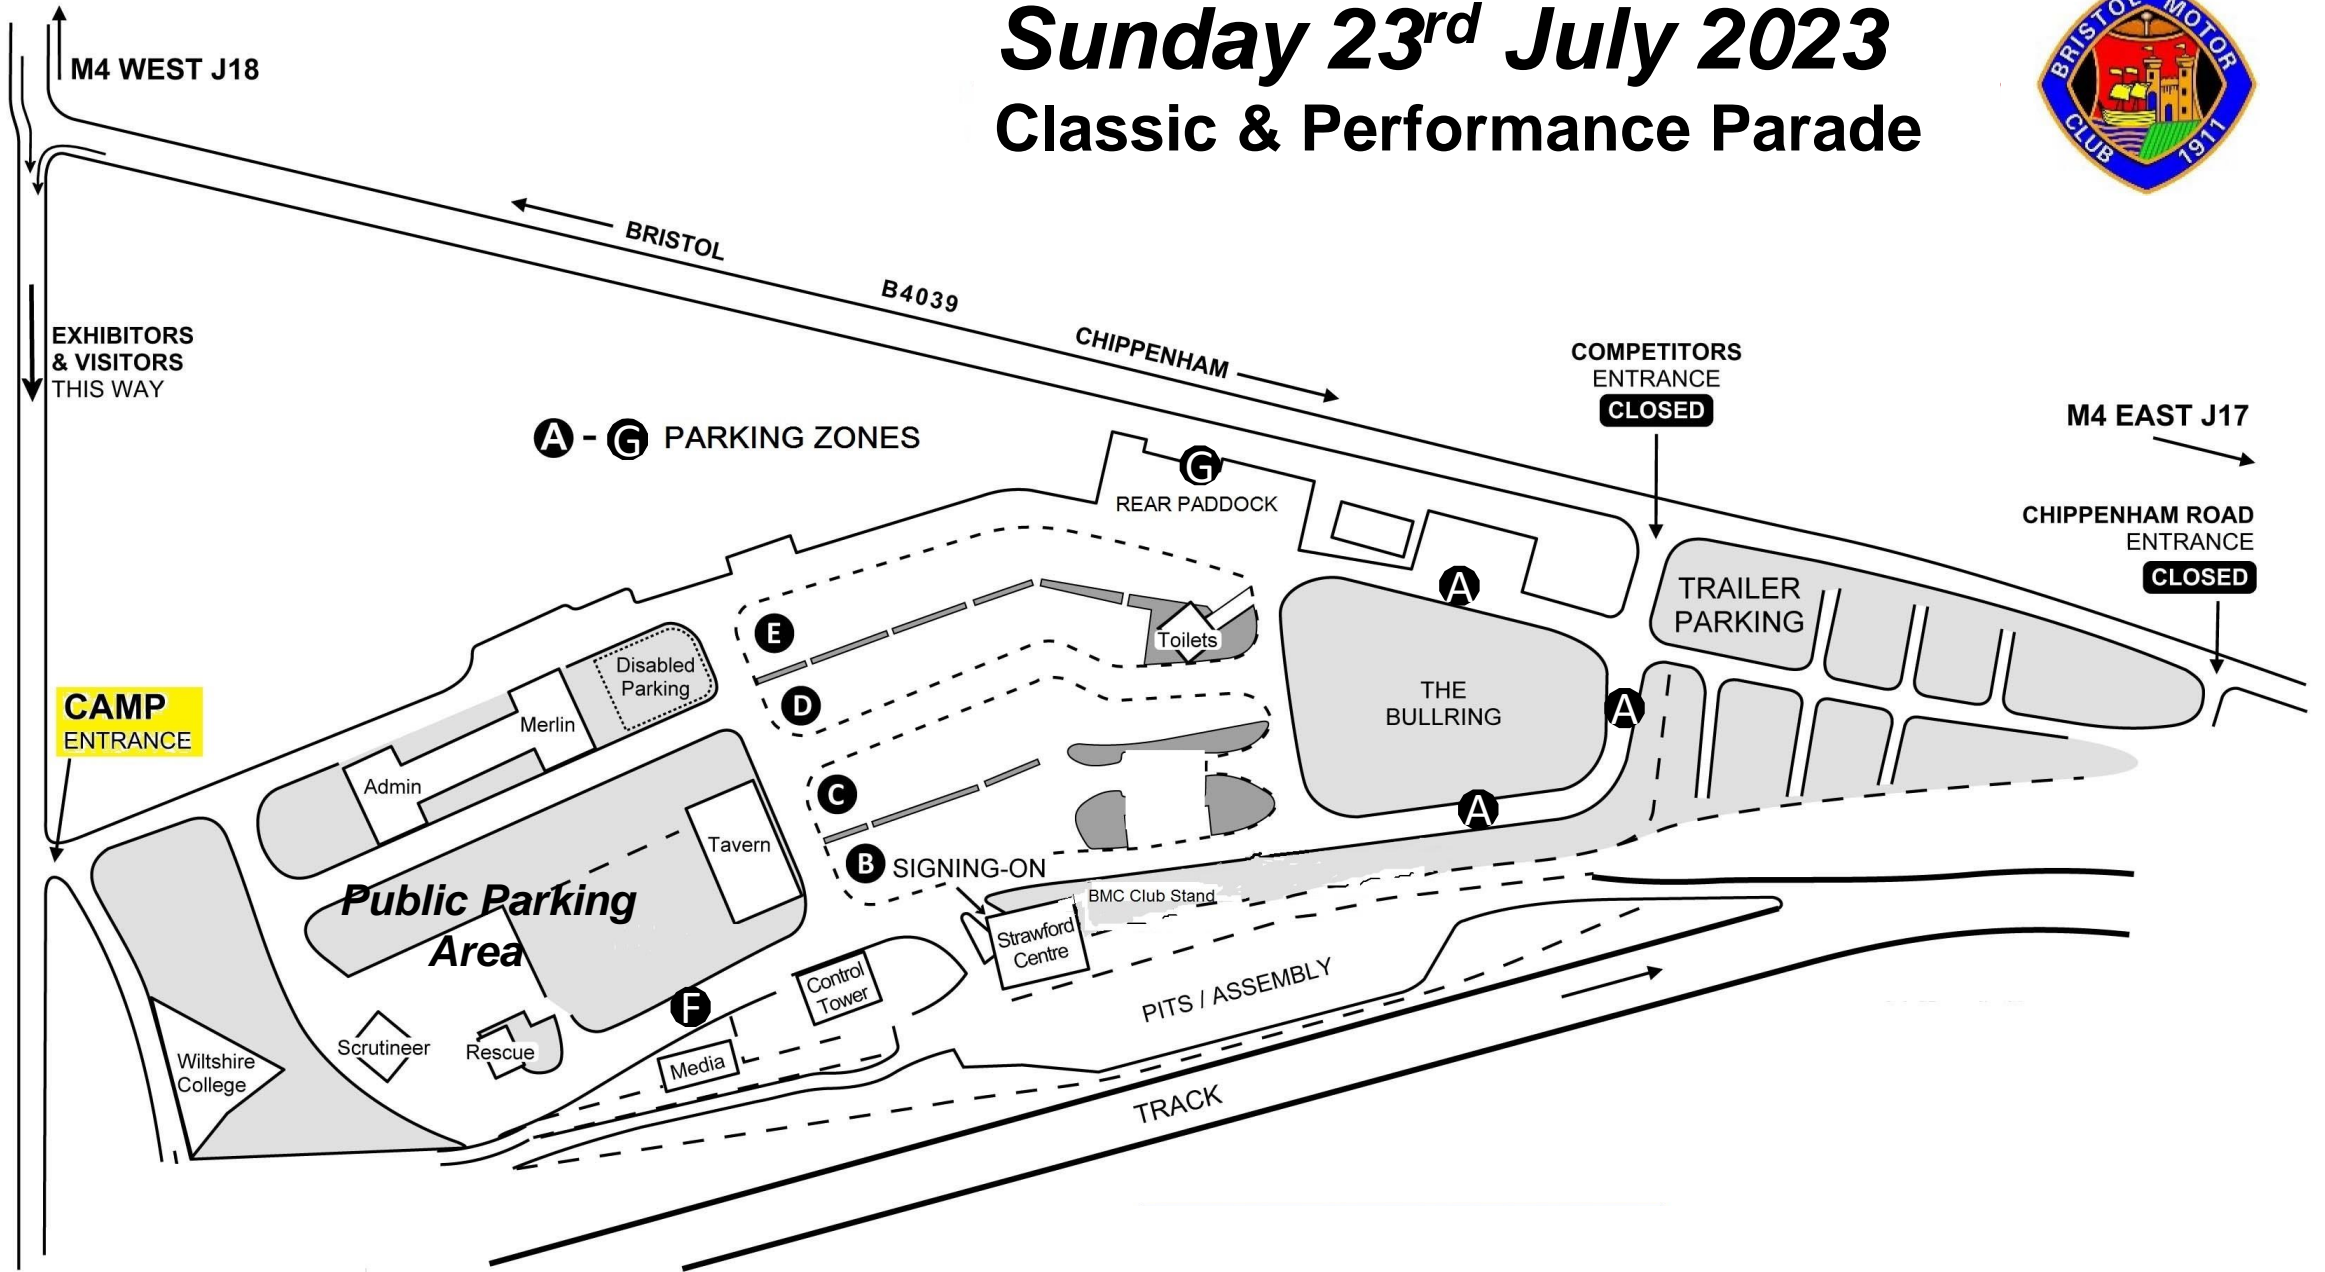 Sunday 23rd July 2023
Classic & Performance Parade
BRISTOL MOTOR
CLUB 1911
M4 WEST J18
BRISTOL
B4039
CHIPPENHAM
EXHIBITORS
& VISITORS
THIS WAY
COMPETITORS
ENTRANCE
CLOSED
M4 EAST J17
CHIPPENHAM ROAD
ENTRANCE
CLOSED
A - G PARKING ZONES
G
REAR PADDOCK
A
TRAILER
PARKING
E
Toilets
Disabled
Parking
D
THE
BULLRING
A
CAMP
ENTRANCE
Merlin
Admin
C
A
Tavern
B SIGNING-ON
BMC Club Stand
Public Parking
Area
Strawford
Centre
Control
Tower
PITS / ASSEMBLY
F
Scrutineer
Rescue
Media
Wiltshire
College
TRACK